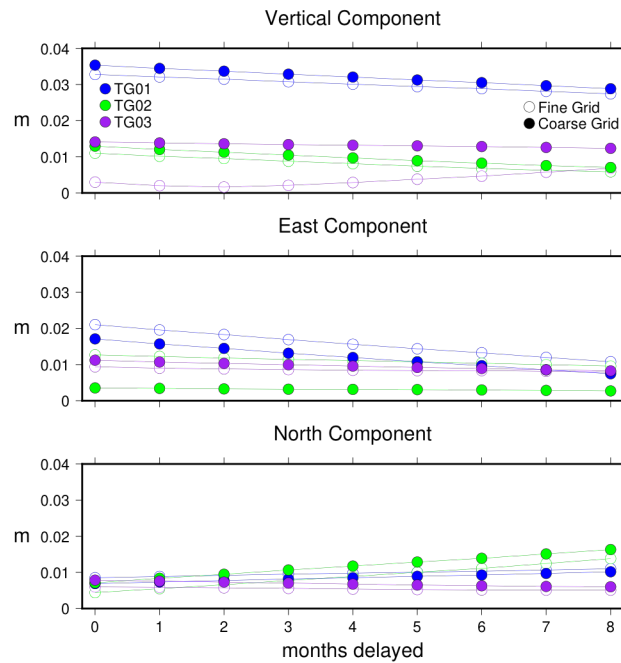 Vertical Component
0.04
0.03
0.02
0.01
0
m
TG01
TG02
TG03
Fine Grid
Coarse Grid
East Component
0.04
0.03
0.02
0.01
0
m
North Component
0.04
0.03
0.02
0.01
0
m
0 1 2 3 4 5 6 7 8
months delayed